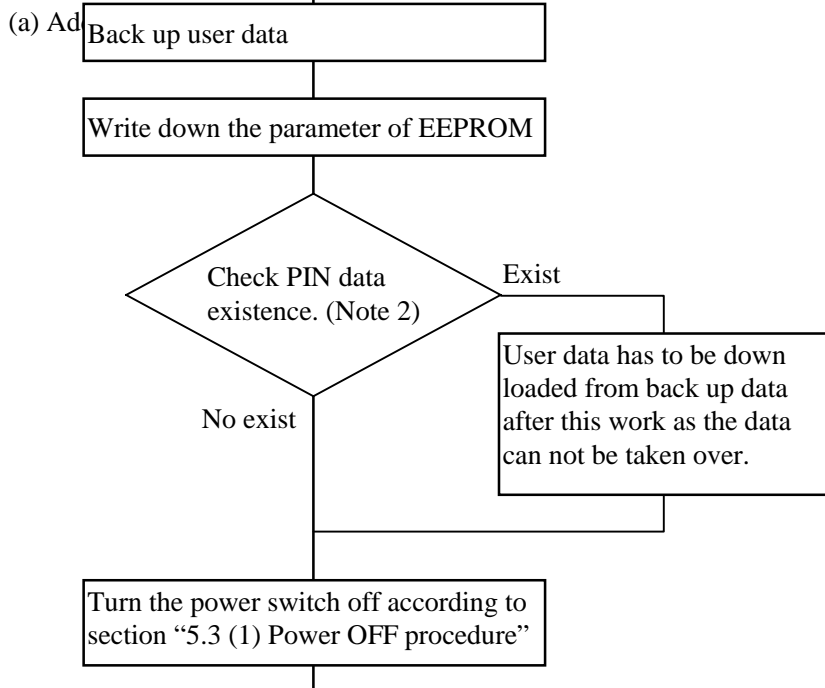 (a) Ad
Back up user data
Write down the parameter of EEPROM
Check PIN data
existence. (Note 2)
Exist
User data has to be down
loaded from back up data
after this work as the data
can not be taken over.
No exist
Turn the power switch off according to
section “5.3 (1) Power OFF procedure”